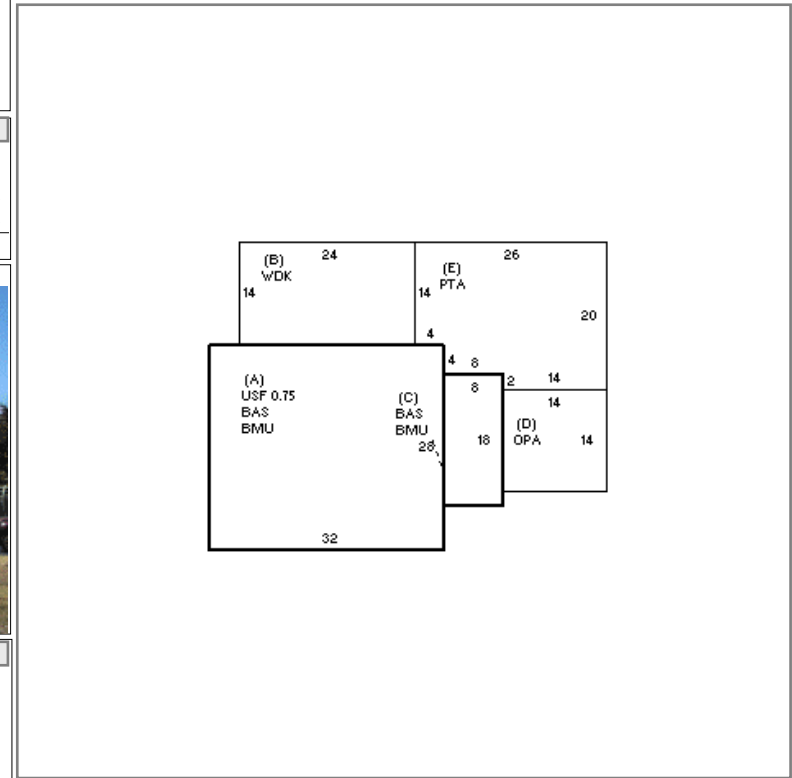 (B)
WDK
24
14
(E)
PTA
26
14
20
4
4
8
(A)
USF 0.75
BAS
BMU
(C)
BAS
BMU
28
8
2
14
14
(D)
OPA
18
14
32